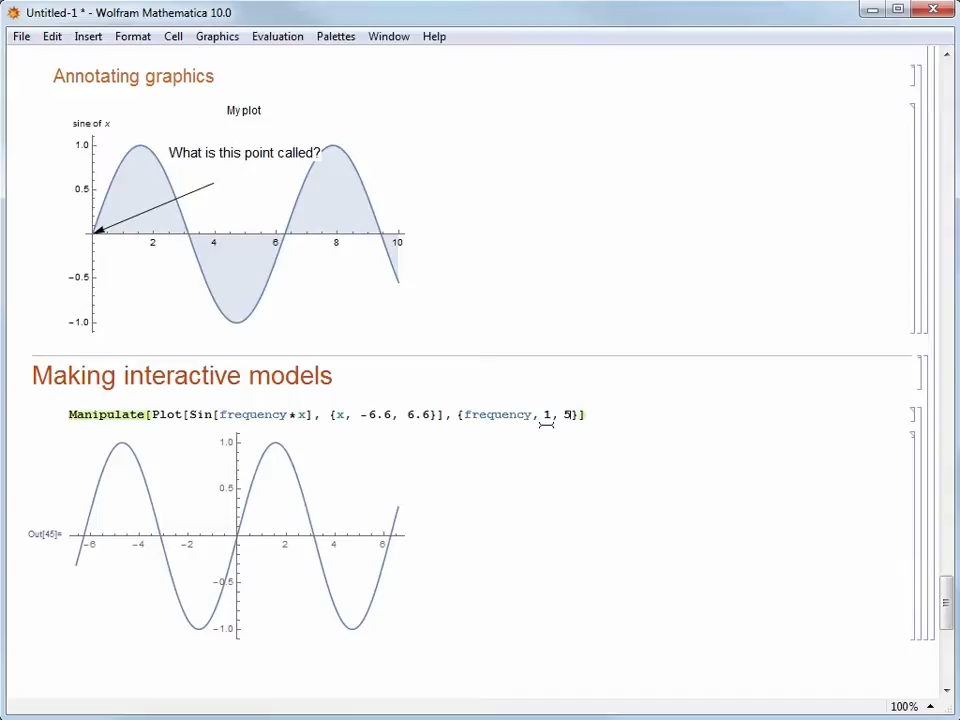 Untitled-1 * - Wolfram Mathematica 10.0
File Edit Insert Format Cell Graphics Evaluation Palettes Window Help
Annotating graphics
My plot
sine of x
1.0
What is this point called?
0.5
2 4 6 8 10
-0.5
-1.0
Making interactive models
Manipulate[Plot[Sin[frequency*x], {x, -6.6, 6.6}], {frequency, 1, 5}]
1.0
0.5
Out[45]=
-6 -4 -2 2 4 6
-0.5
-1.0
100%